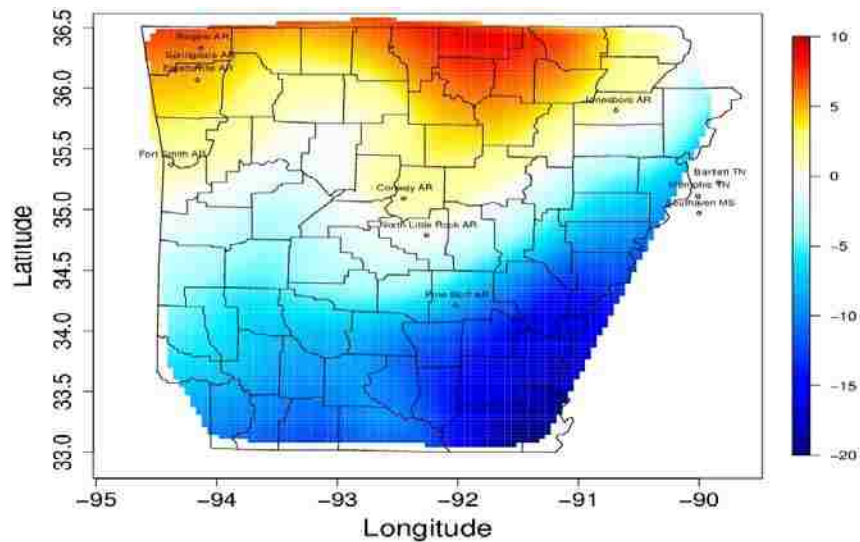 36.5
36.0
35.5
35.0
34.5
34.0
33.5
33.0
Latitude
Rogers AR
Springdale AR
Fayetteville AR
Jonesboro AR
Fort Smith AR
Bartlett TN
Memphis TN
Southaven MS
Conway AR
North Little Rock AR
Pine Bluff AR
10
5
0
−5
−10
−15
−20
−95
−94
−93
−92
−91
−90
Longitude